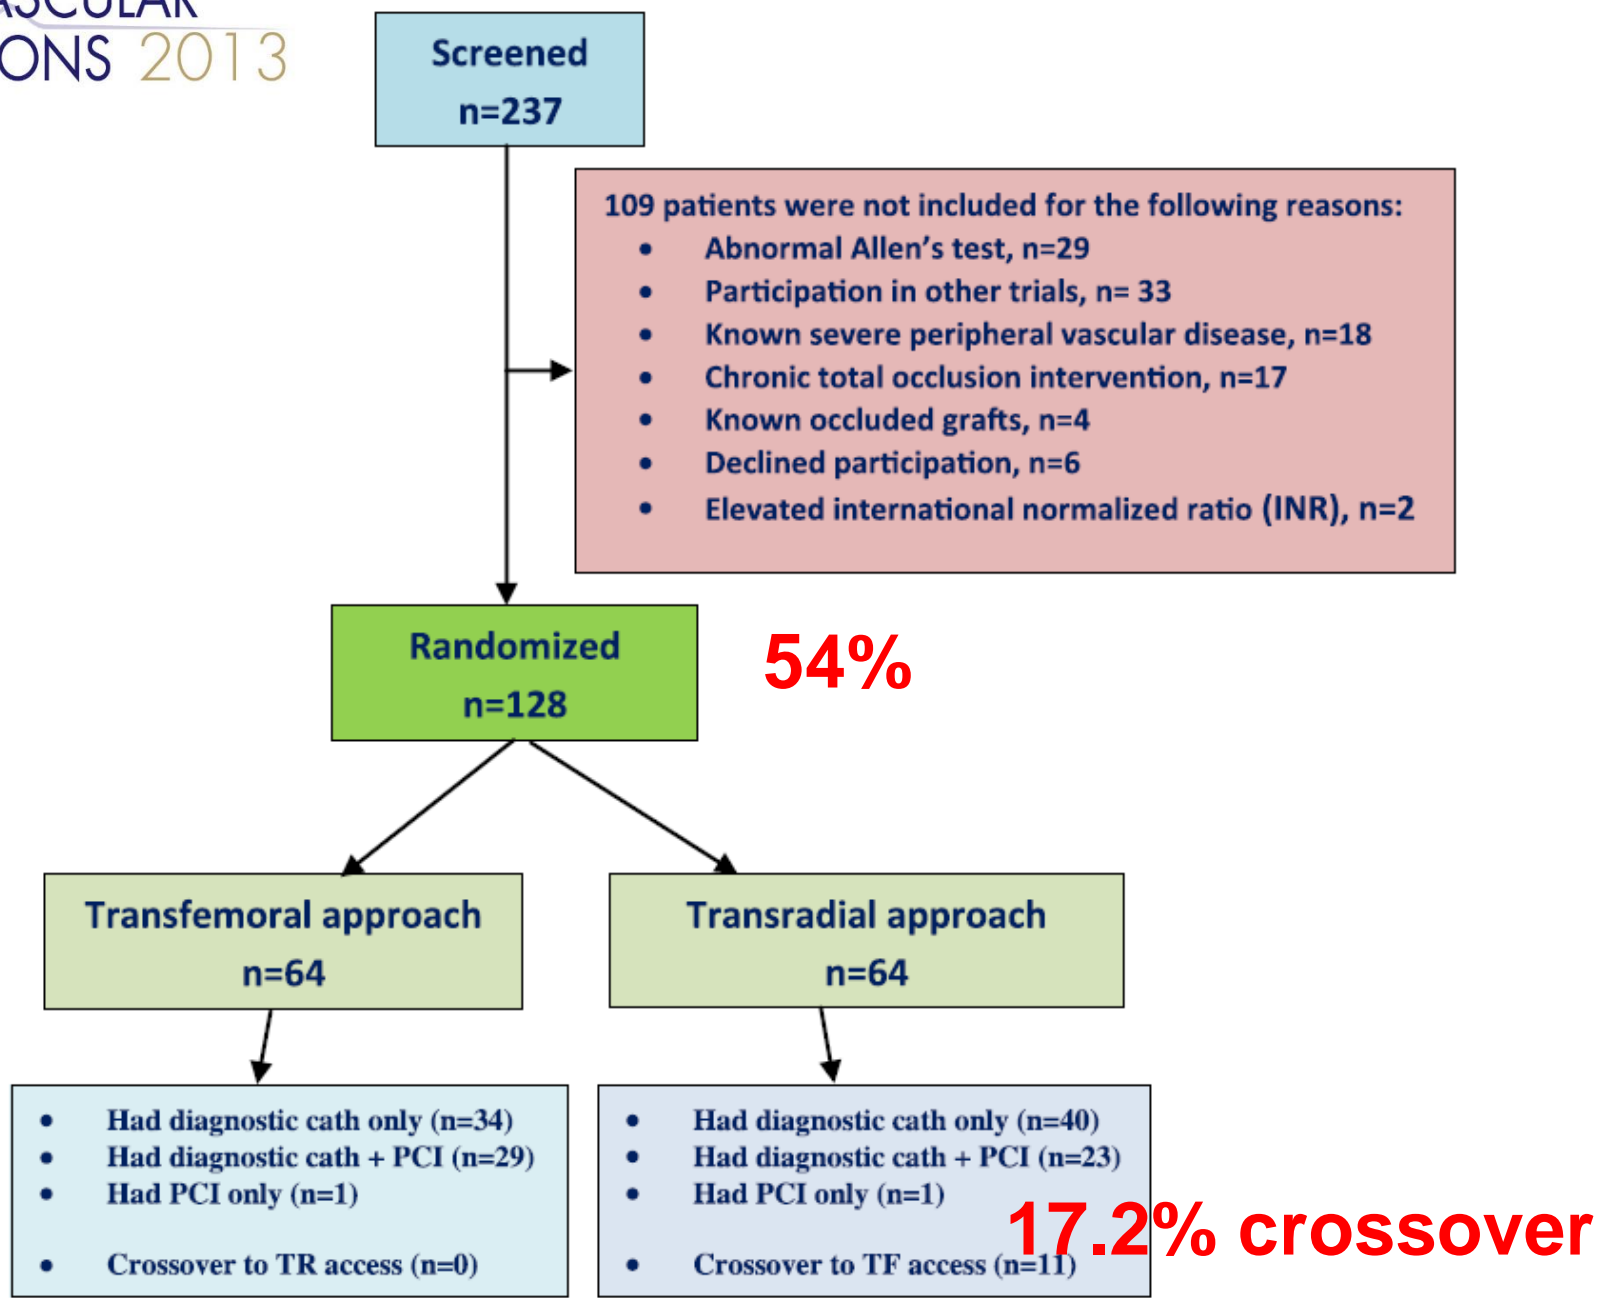 ASCULAR
ONS 2013
Screened
n=237
109 patients were not included for the following reasons:
• Abnormal Allen’s test, n=29
• Participation in other trials, n= 33
• Known severe peripheral vascular disease, n=18
• Chronic total occlusion intervention, n=17
• Known occluded grafts, n=4
• Declined participation, n=6
• Elevated international normalized ratio (INR), n=2
Randomized
n=128
54%
Transfemoral approach
n=64
Transradial approach
n=64
• Had diagnostic cath only (n=34)
• Had diagnostic cath + PCI (n=29)
• Had PCI only (n=1)
• Crossover to TR access (n=0)
• Had diagnostic cath only (n=40)
• Had diagnostic cath + PCI (n=23)
• Had PCI only (n=1)
17.2% crossover
• Crossover to TF access (n=11)